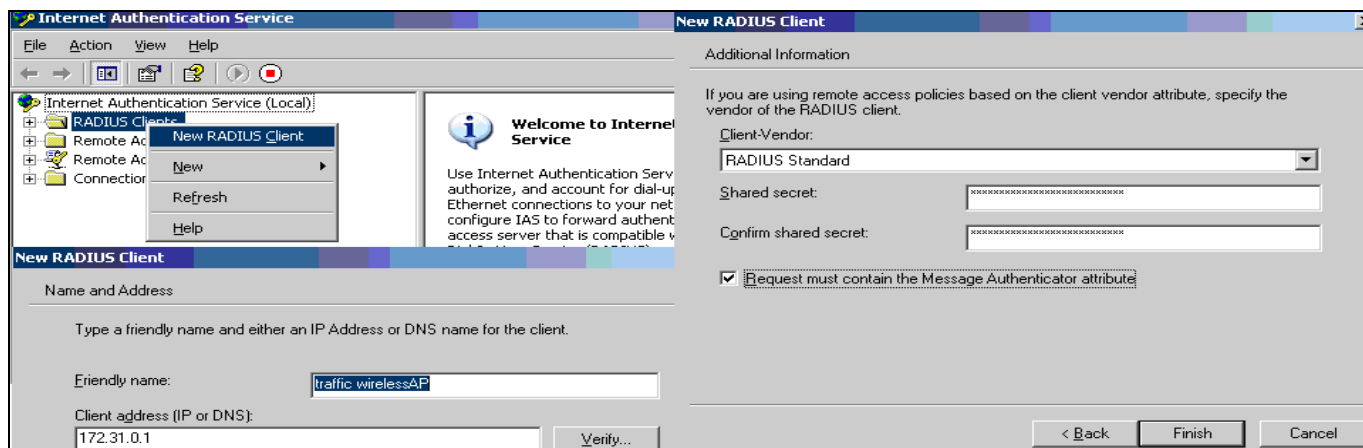 Internet Authentication Service
File Action View Help
Internet Authentication Service (Local)
RADIUS Clients
Remote Ac
Remote Ac
Connection
New RADIUS Client
New
Refresh
Help
Welcome to Internet
Service
Use Internet Authentication Serv
authorize, and account for dial-up
Ethernet connections to your net
configure IAS to forward authent
access server that is compatible w
New RADIUS Client
Name and Address
Type a friendly name and either an IP Address or DNS name for the client.
Friendly name:
traffic wirelessAP
Client address (IP or DNS):
172.31.0.1
Verify...
New RADIUS Client
Additional Information
If you are using remote access policies based on the client vendor attribute, specify the
vendor of the RADIUS client.
Client-Vendor:
RADIUS Standard
Shared secret:
Confirm shared secret:
Request must contain the Message Authenticator attribute
< Back
Finish
Cancel